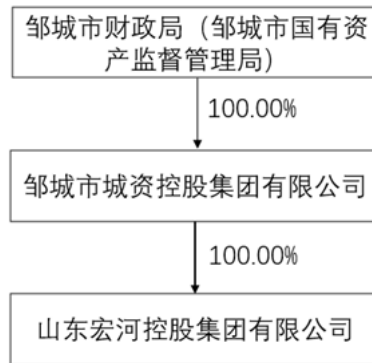 邹城市财政局（邹城市国有资
产监督管理局）
100.00%
邹城市城资控股集团有限公司
100.00%
山东宏河控股集团有限公司